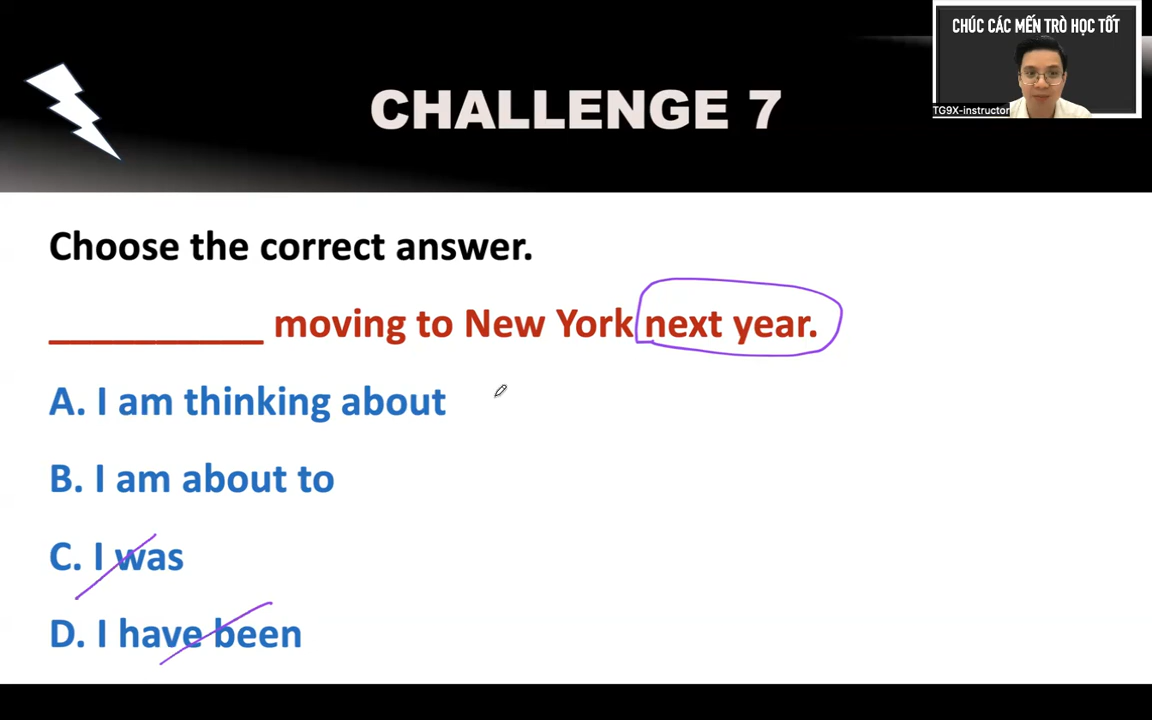 CHÚC CÁC MẾN TRÒ HỌC TỐT
TG9X-instructor
CHALLENGE 7
Choose the correct answer.
__________ moving to New York next year.
A. I am thinking about
B. I am about to
C. I was
D. I have been